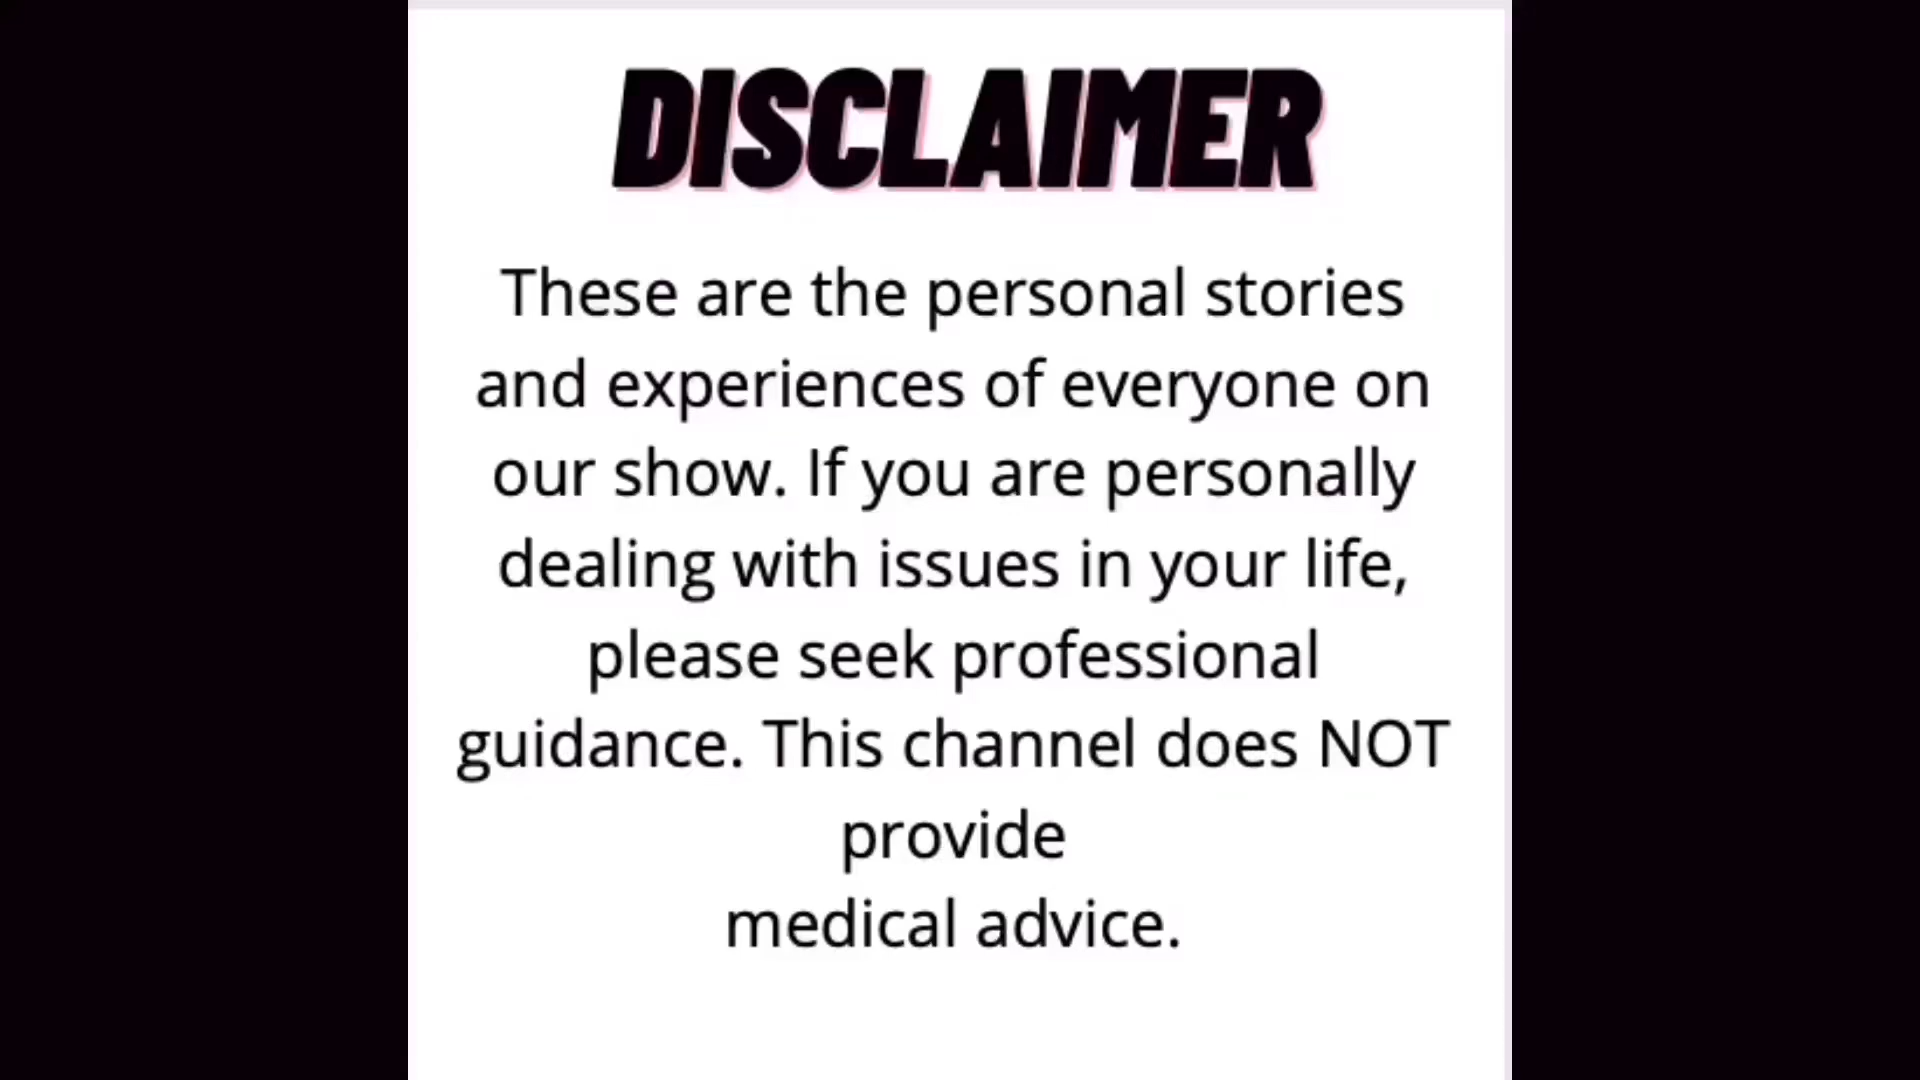 DISCLAIMER
These are the personal stories
and experiences of everyone on
our show. If you are personally
dealing with issues in your life,
please seek professional
guidance. This channel does NOT
provide
medical advice.